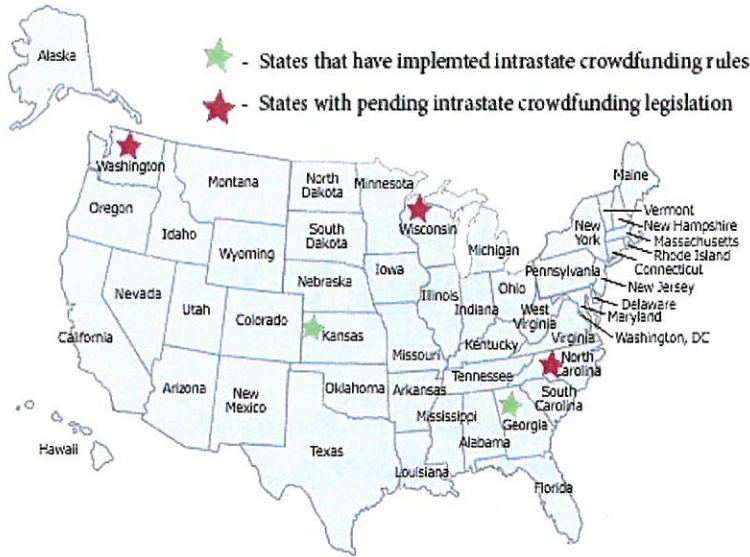 Alaska
- States that have implemted intrastate crowdfunding rules
- States with pending intrastate crowdfunding legislation
Washington
Montana
North
Dakota
Minnesota
Maine
Oregon
Idaho
Wyoming
South
Dakota
Wisconsin
Michigan
New
York
Vermont
New Hampshire
Massachusetts
Rhode Island
Connecticut
New Jersey
Delaware
Maryland
Washington, DC
Pennsylvania
Nebraska
Iowa
Illinois
Indiana
Ohio
West
Virginia
Virginia
Nevada
Utah
Colorado
Kansas
Missouri
Kentucky
California
Arizona
New
Mexico
Oklahoma
Arkansas
Tennessee
North
Carolina
South
Carolina
Mississippi
Alabama
Georgia
Hawaii
Texas
Louisiana
Florida